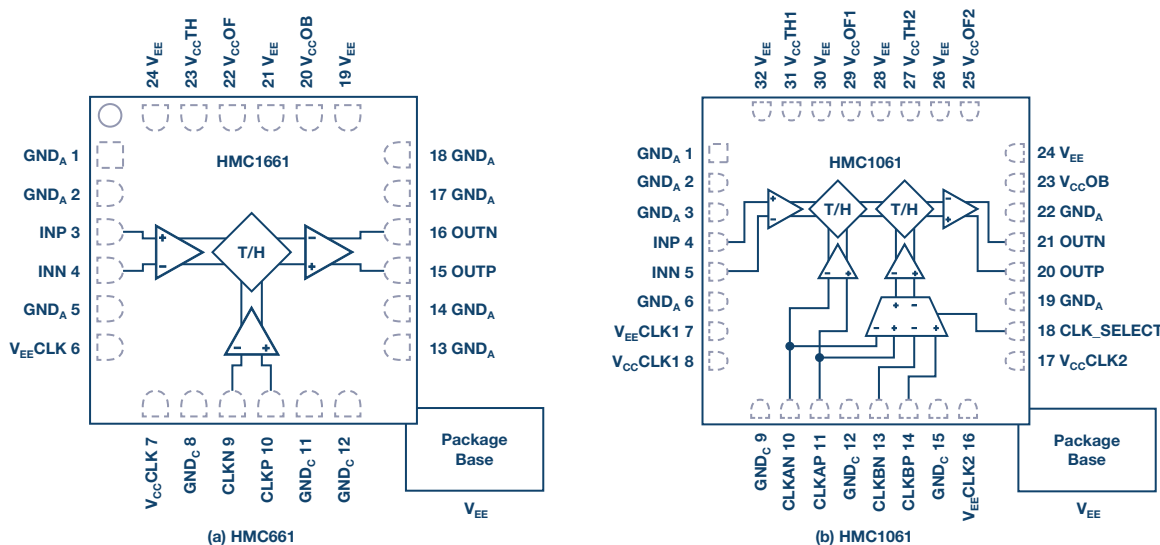 24 VEE
23 VCCTH
22 VCCOF
21 VEE
20 VCCOB
19 VEE
HMC1661
GNDA 1
GNDA 2
INP 3
INN 4
GNDA 5
VEECLK 6
+
−
T/H
−
+
−
+
18 GNDA
17 GNDA
16 OUTN
15 OUTP
14 GNDA
13 GNDA
VCCCLK 7
GNDC 8
CLKN 9
CLKP 10
GNDC 11
GNDC 12
Package
Base
VEE
(a) HMC661
32 VEE
31 VCCTH1
30 VEE
29 VCCOF1
28 VEE
27 VCCTH2
26 VEE
25 VCCOF2
HMC1061
GNDA 1
GNDA 2
GNDA 3
INP 4
INN 5
GNDA 6
VEECLK1 7
VCCCLK1 8
+
−
T/H
T/H
−
+
− +
− +
+ −
− + − +
24 VEE
23 VCCOB
22 GNDA
21 OUTN
20 OUTP
19 GNDA
18 CLK_SELECT
17 VCCCLK2
GNDC 9
CLKAN 10
CLKAP 11
GNDC 12
CLKBN 13
CLKBP 14
GNDC 15
VEECLK2 16
Package
Base
VEE
(b) HMC1061